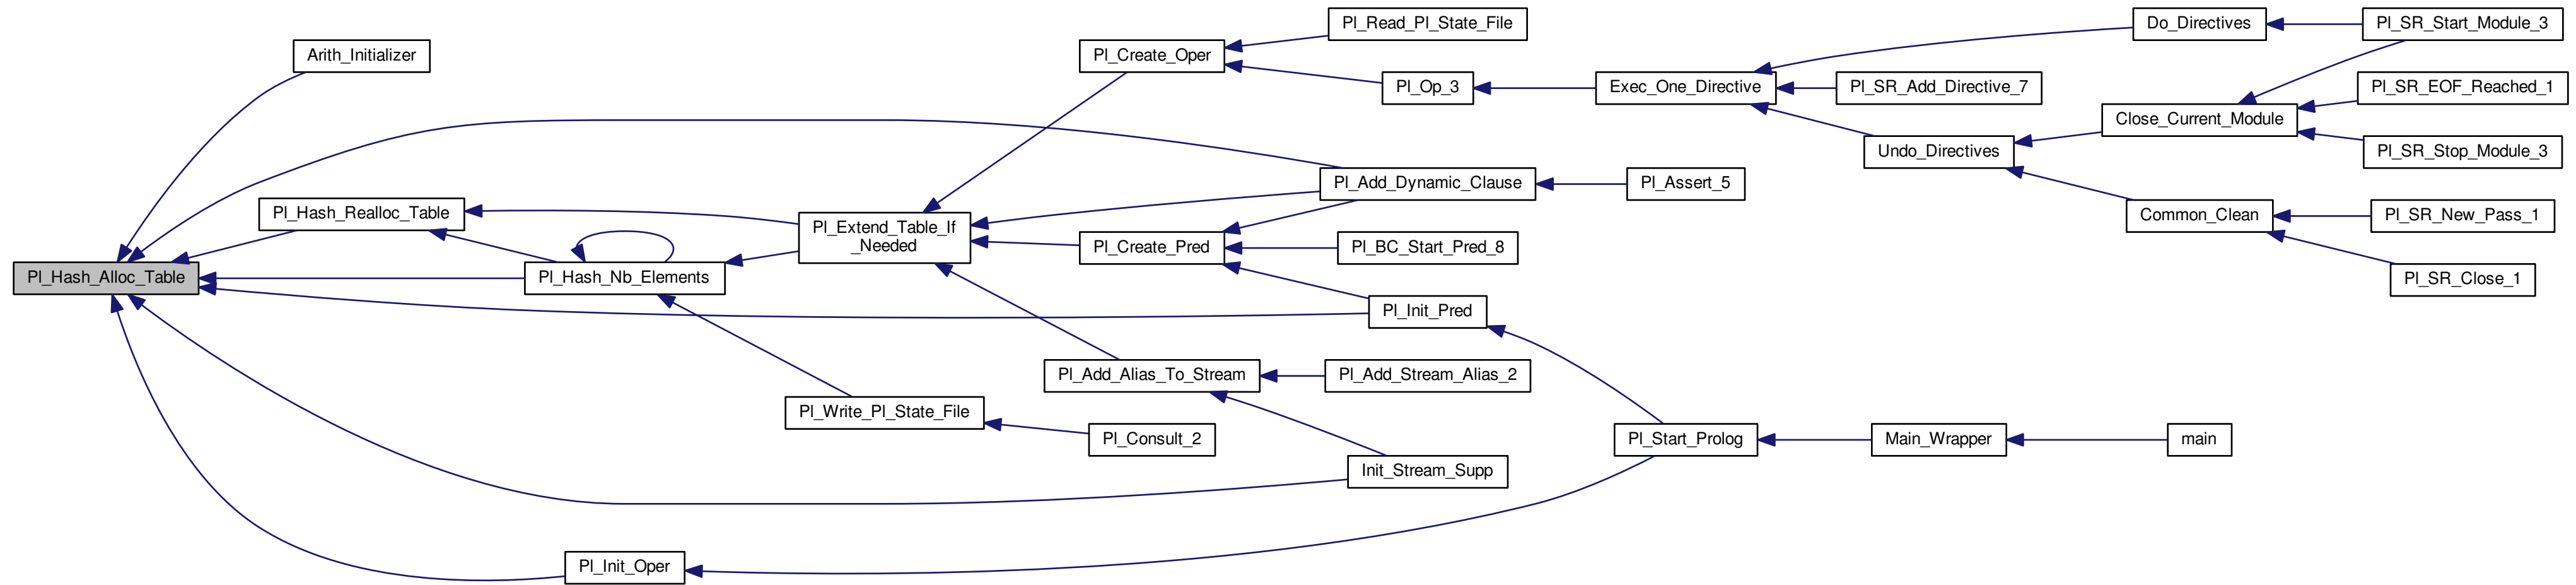 Pl_Hash_Alloc_Table
Arith_Initializer
Pl_Hash_Realloc_Table
Pl_Hash_Nb_Elements
Pl_Init_Oper
Pl_Extend_Table_If
_Needed
Pl_Write_Pl_State_File
Pl_Create_Oper
Pl_Create_Pred
Pl_Add_Alias_To_Stream
Pl_Consult_2
Pl_Read_Pl_State_File
Pl_Op_3
Pl_Add_Dynamic_Clause
Pl_BC_Start_Pred_8
Pl_Init_Pred
Pl_Add_Stream_Alias_2
Init_Stream_Supp
Exec_One_Directive
Pl_Assert_5
Pl_Start_Prolog
Do_Directives
Pl_SR_Add_Directive_7
Undo_Directives
Main_Wrapper
Close_Current_Module
Common_Clean
main
Pl_SR_Start_Module_3
Pl_SR_EOF_Reached_1
Pl_SR_Stop_Module_3
Pl_SR_New_Pass_1
Pl_SR_Close_1